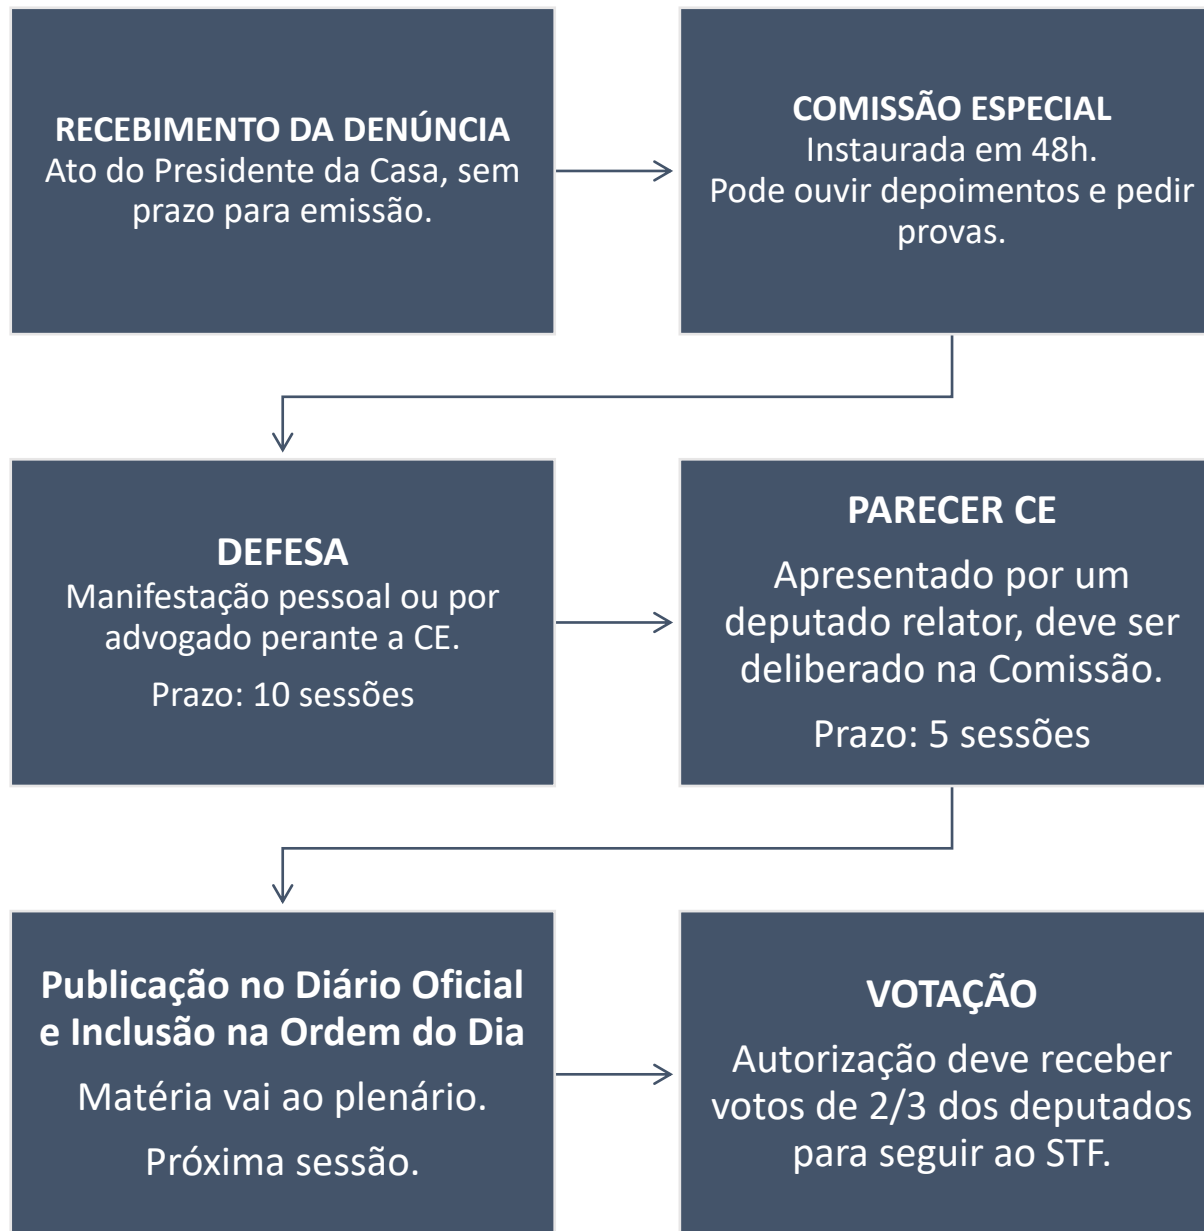 RECEBIMENTO DA DENÚNCIA
Ato do Presidente da Casa, sem
prazo para emissão.
COMISSÃO ESPECIAL
Instaurada em 48h.
Pode ouvir depoimentos e pedir
provas.
DEFESA
Manifestação pessoal ou por
advogado perante a CE.
Prazo: 10 sessões
PARECER CE
Apresentado por um
deputado relator, deve ser
deliberado na Comissão.
Prazo: 5 sessões
Publicação no Diário Oficial
e Inclusão na Ordem do Dia
Matéria vai ao plenário.
Próxima sessão.
VOTAÇÃO
Autorização deve receber
votos de 2/3 dos deputados
para seguir ao STF.